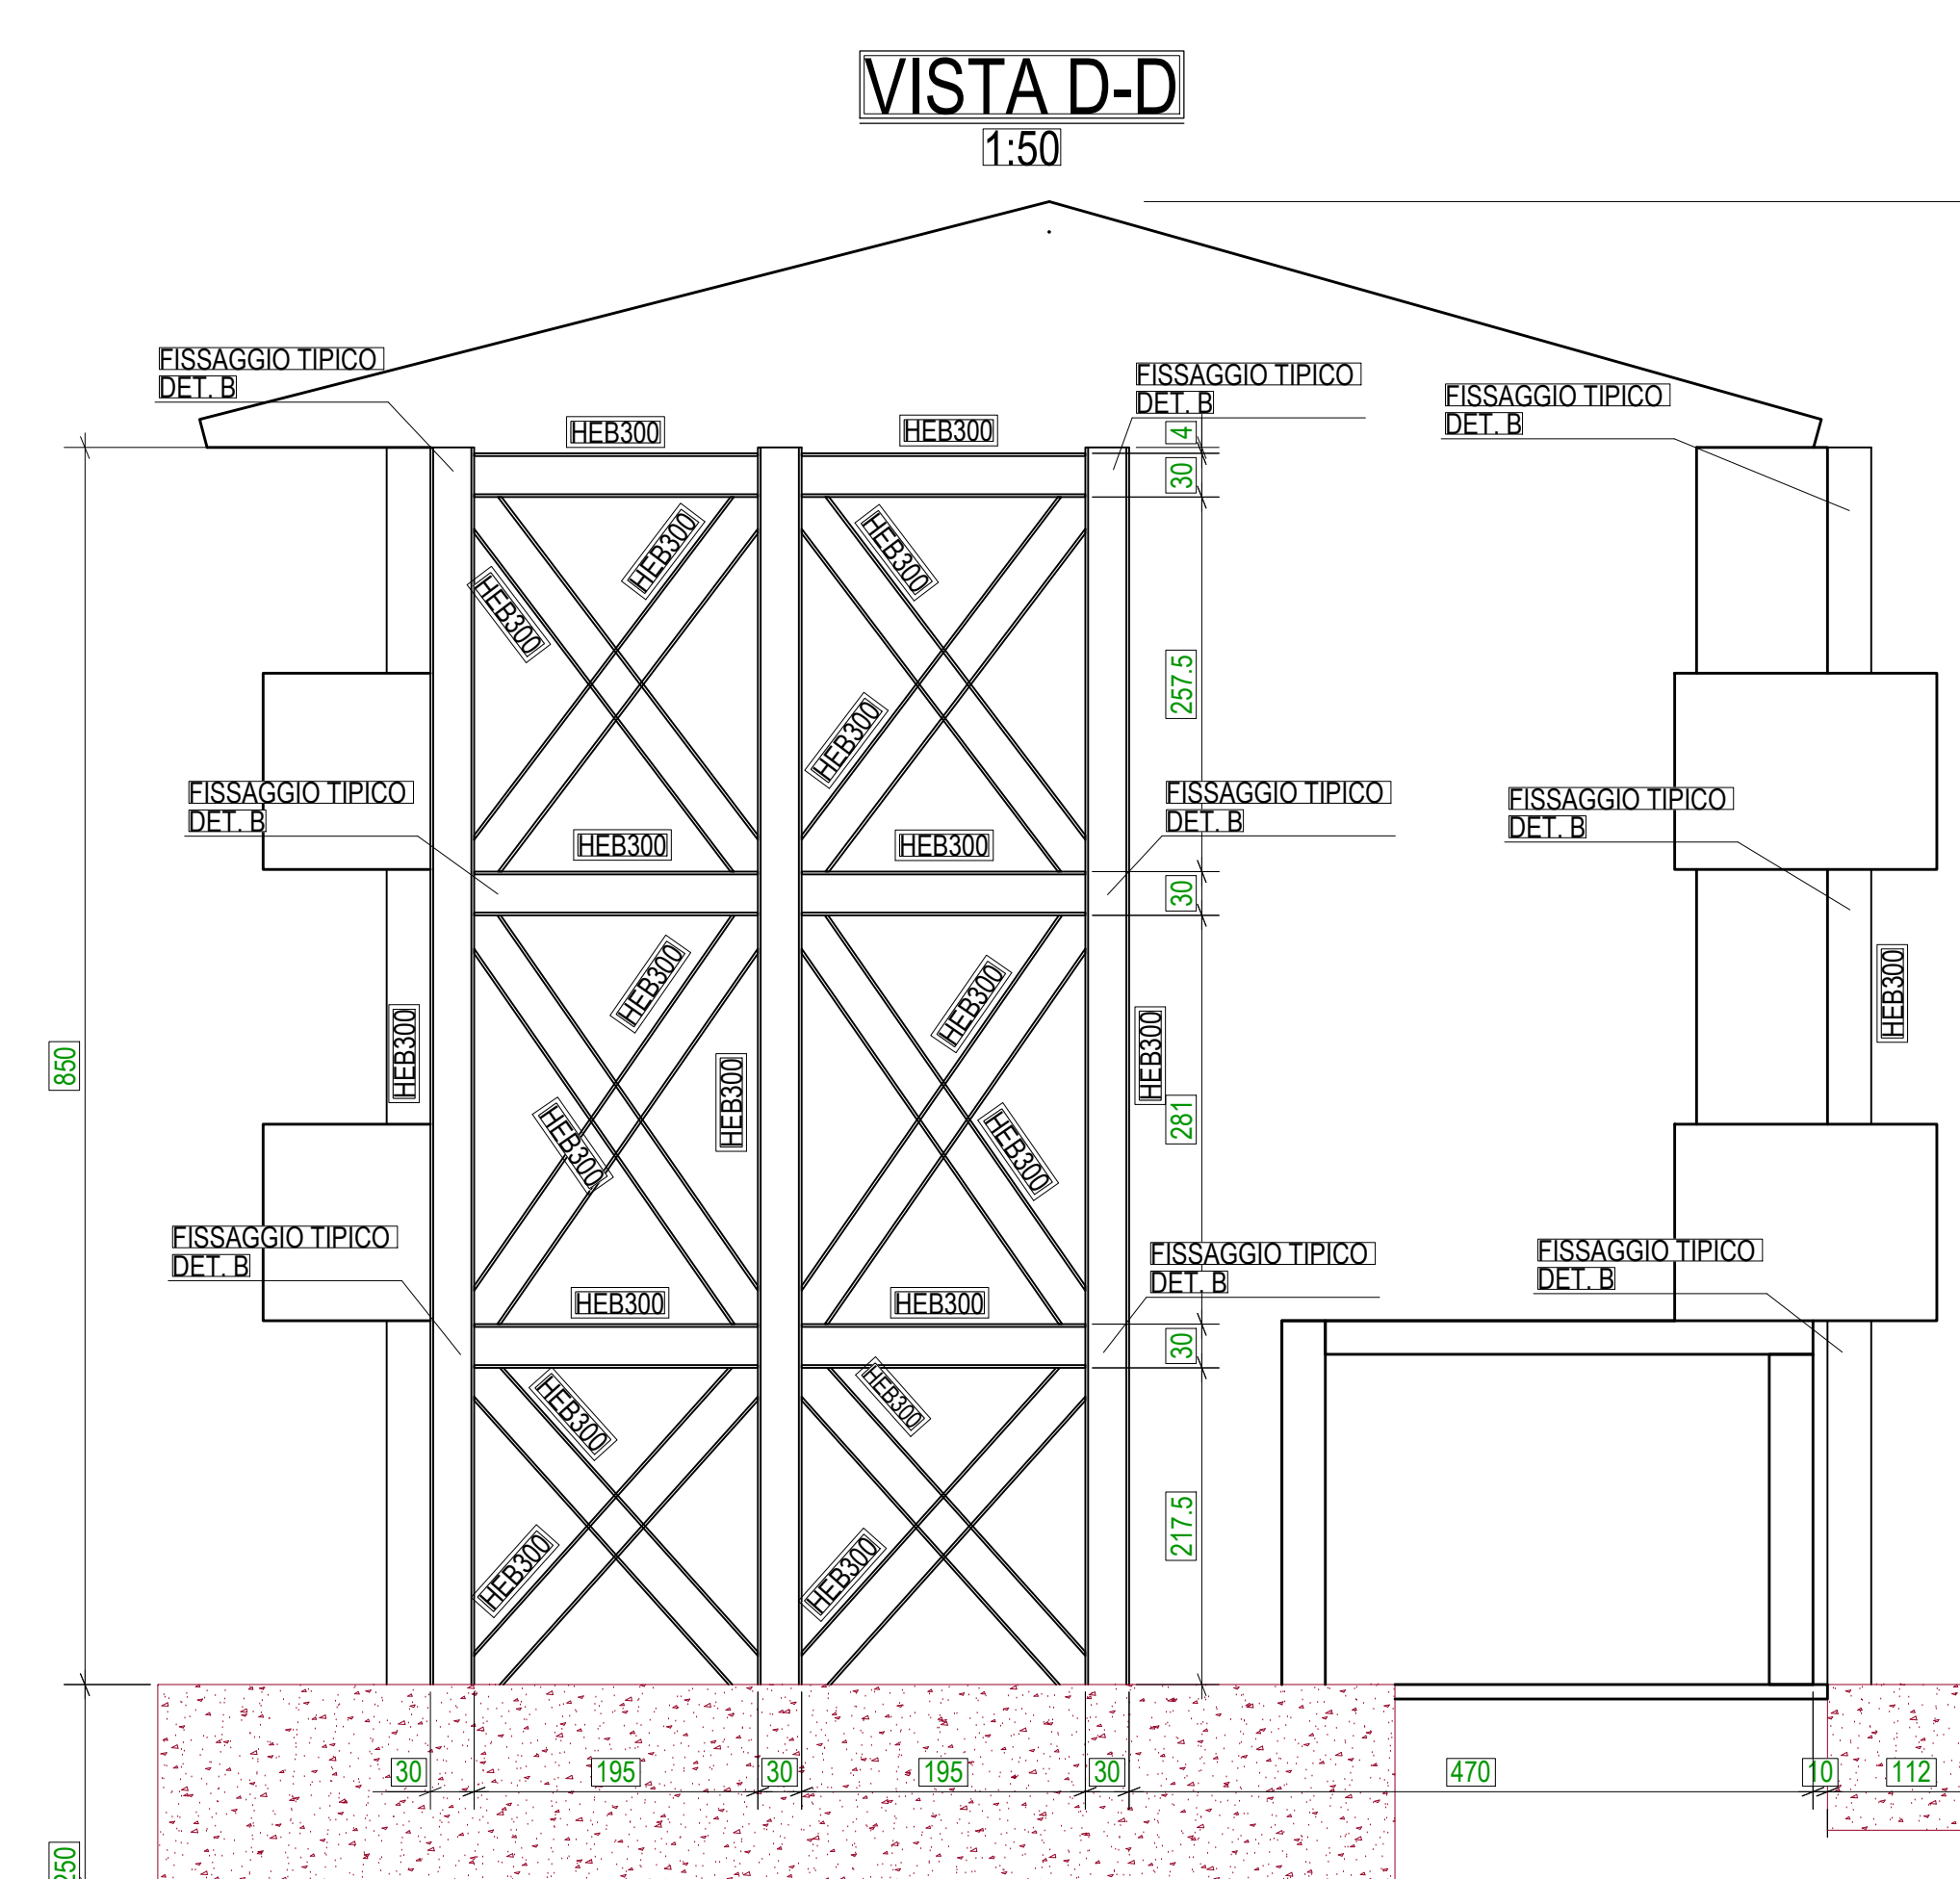 VISTA D-D
1:50
FISSAGGIO TIPICO
DET. B
FISSAGGIO TIPICO
DET. B
FISSAGGIO TIPICO
DET. B
HEB300
HEB300
4
30
HEB300
HEB300
HEB300
HEB300
257.5
FISSAGGIO TIPICO
DET. B
FISSAGGIO TIPICO
DET. B
FISSAGGIO TIPICO
DET. B
HEB300
HEB300
30
HEB300
HEB300
HEB300
HEB300
HEB300
HEB300
850
281
HEB300
HEB300
FISSAGGIO TIPICO
DET. B
FISSAGGIO TIPICO
DET. B
FISSAGGIO TIPICO
DET. B
HEB300
HEB300
30
HEB300
HEB300
217.5
HEB300
HEB300
30
195
30
195
30
470
10
112
250